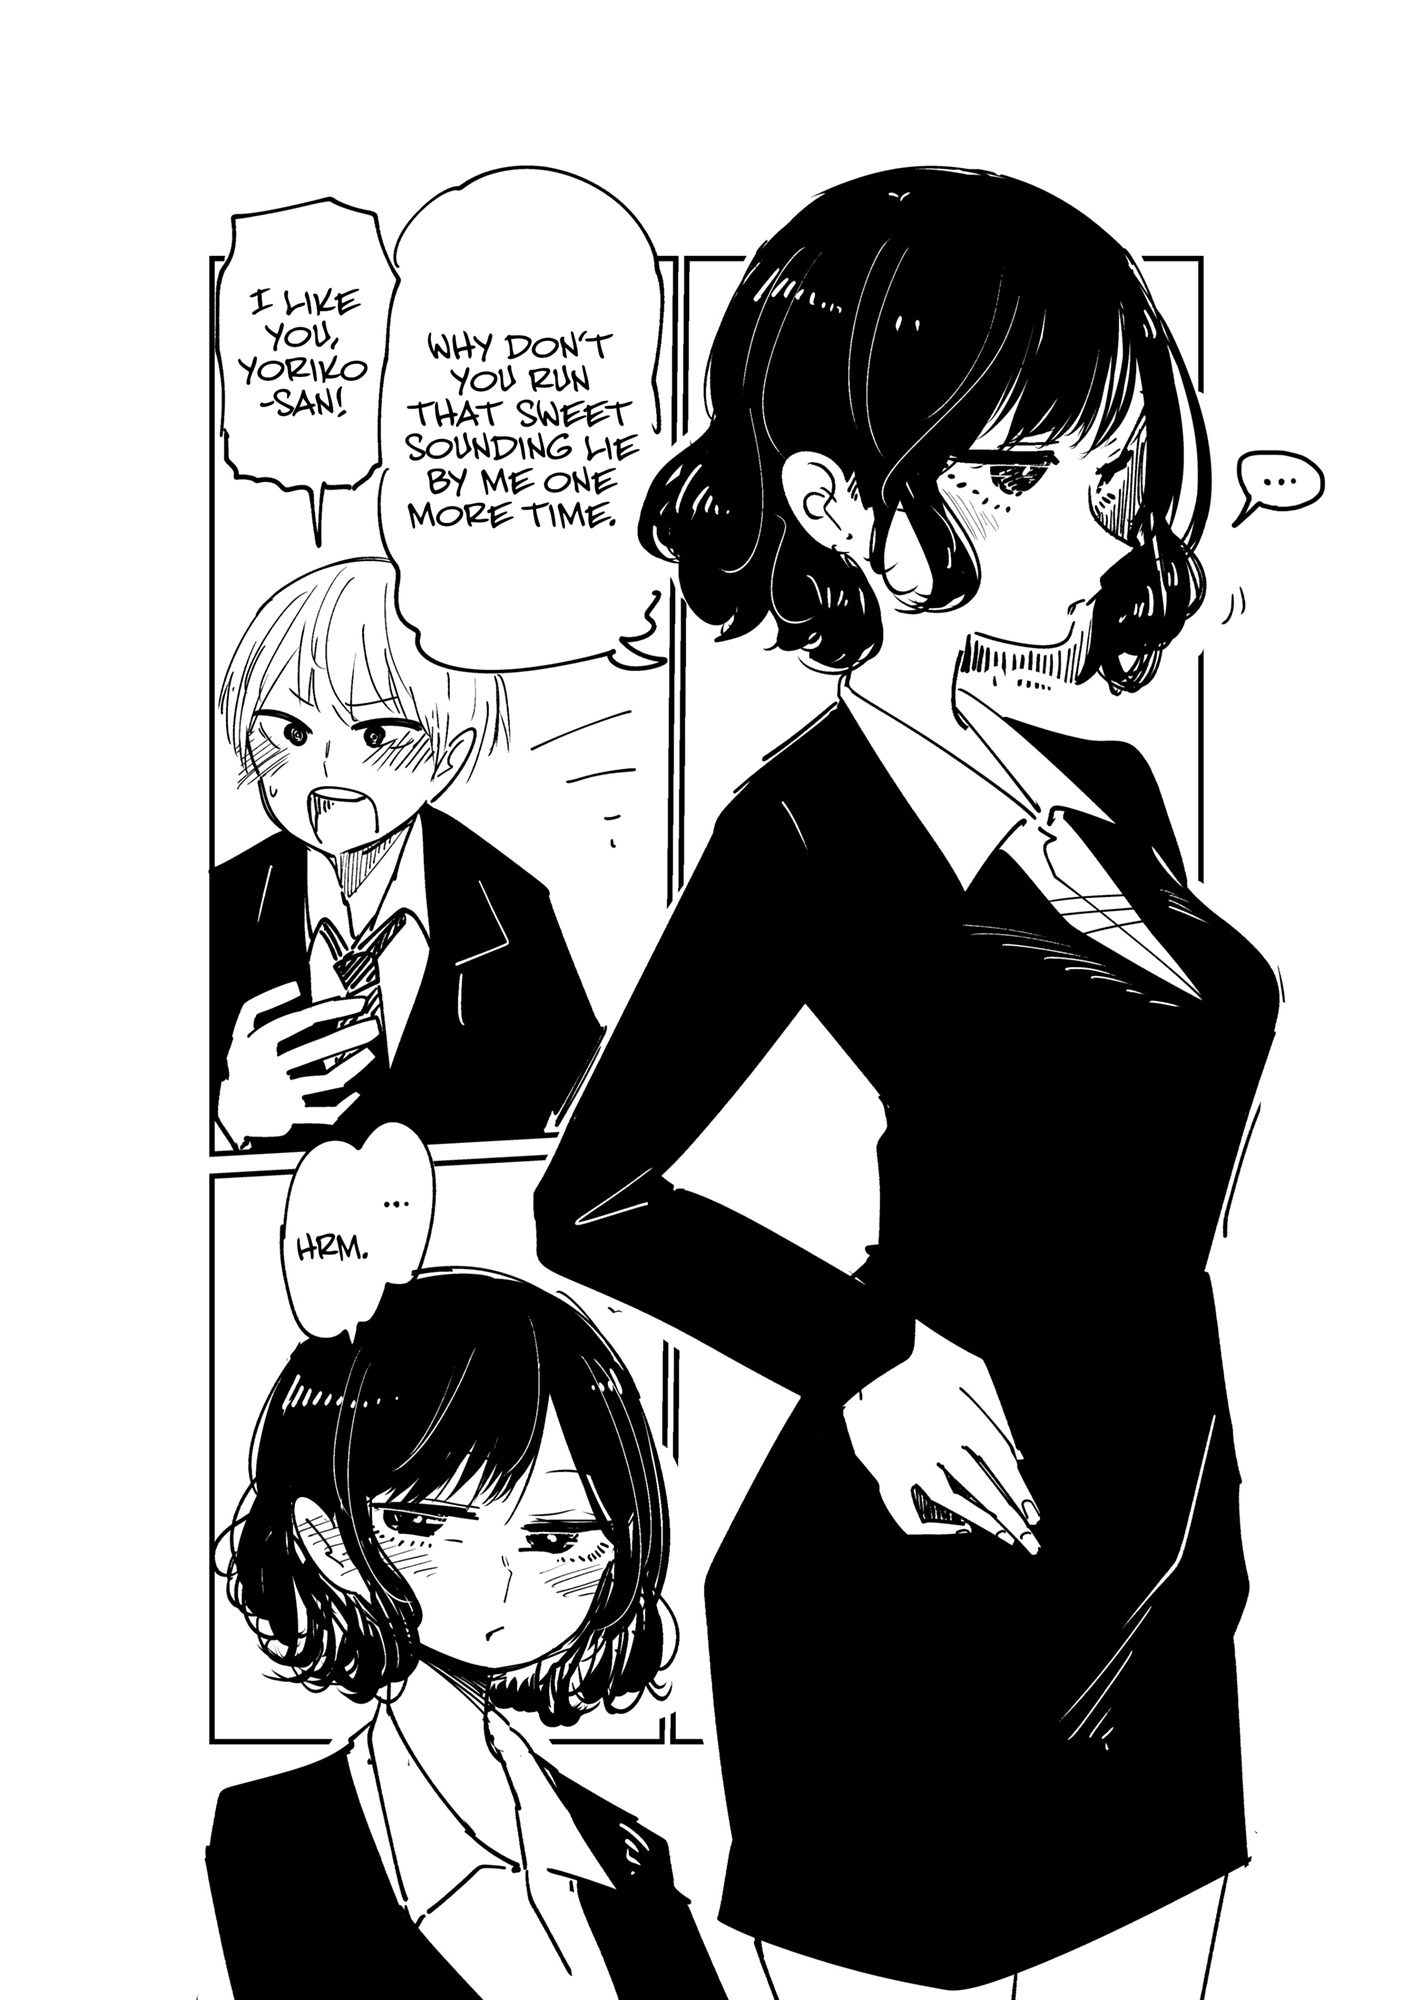 ...
WHY DON'T
YOU RUN
THAT SWEET
SOUNDING LIE
BY ME ONE
MORE TIME.
I LIKE
YOU,
YORIKO
-SAN!
...
HRM.